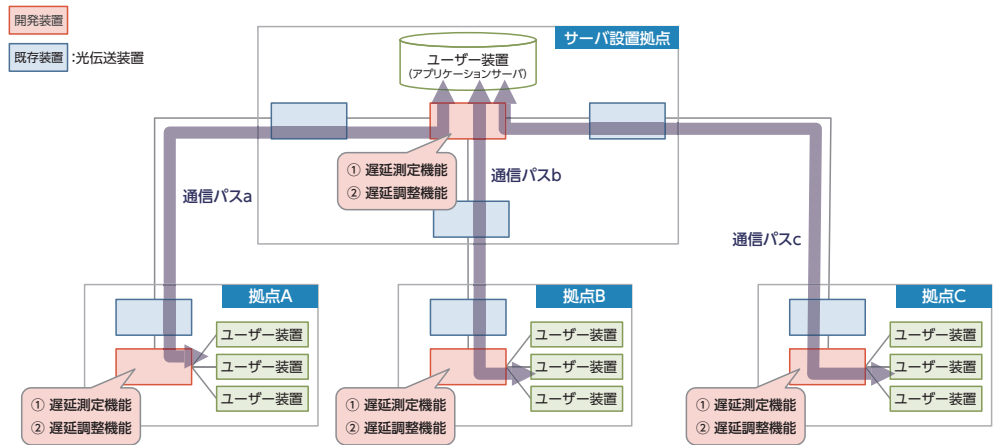 開発装置
既存装置 :光伝送装置
サーバ設置拠点
ユーザー装置
(アプリケーションサーバ)
① 遅延測定機能
② 遅延調整機能
通信パスa
通信パスb
通信パスc
拠点A
ユーザー装置
ユーザー装置
ユーザー装置
① 遅延測定機能
② 遅延調整機能
拠点B
ユーザー装置
ユーザー装置
ユーザー装置
① 遅延測定機能
② 遅延調整機能
拠点C
ユーザー装置
ユーザー装置
ユーザー装置
① 遅延測定機能
② 遅延調整機能